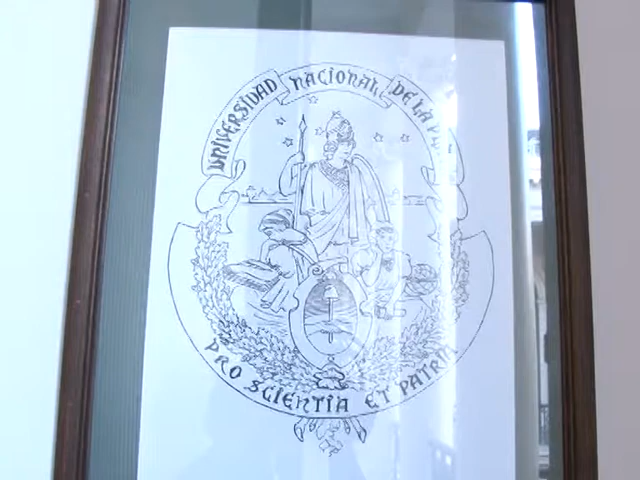 UNIVERSIDAD NACIONAL DE LA
PRO SCIENTIA ET PATRIA